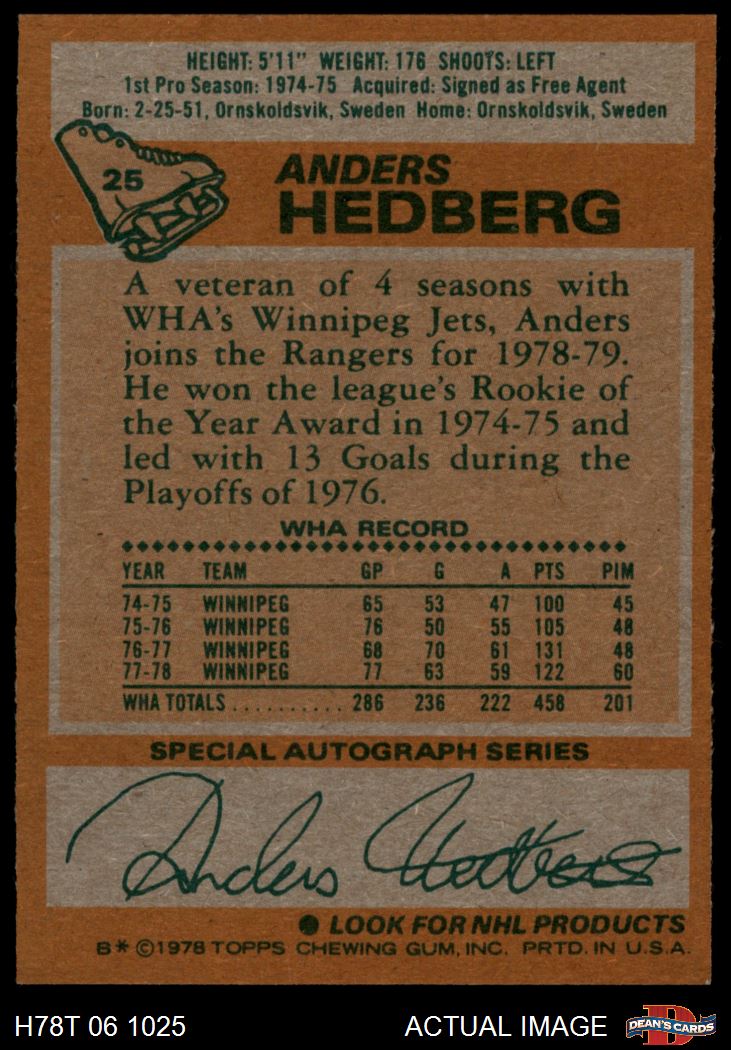 HEIGHT: 5'11" WEIGHT: 176 SHOOTS: LEFT
1st Pro Season: 1974-75 Acquired: Signed as Free Agent
Born: 2-25-51, Ornskoldsvik, Sweden Home: Ornskoldsvik, Sweden
25
ANDERS
HEDBERG
A veteran of 4 seasons with
WHA's Winnipeg Jets, Anders
joins the Rangers for 1978-79.
He won the league's Rookie of
the Year Award in 1974-75 and
led with 13 Goals during the
Playoffs of 1976.
WHA RECORD
YEAR TEAM GP G A PTS PIM
74-75 WINNIPEG 65 53 47 100 45
75-76 WINNIPEG 76 50 55 105 48
76-77 WINNIPEG 68 70 61 131 48
77-78 WINNIPEG 77 63 59 122 60
WHA TOTALS .......... 286 236 222 458 201
SPECIAL AUTOGRAPH SERIES
Anders Hedberg
● LOOK FOR NHL PRODUCTS
B* ©1978 TOPPS CHEWING GUM, INC. PRTD. IN U.S.A.
H78T 06 1025 ACTUAL IMAGE D DEAN'S CARDS